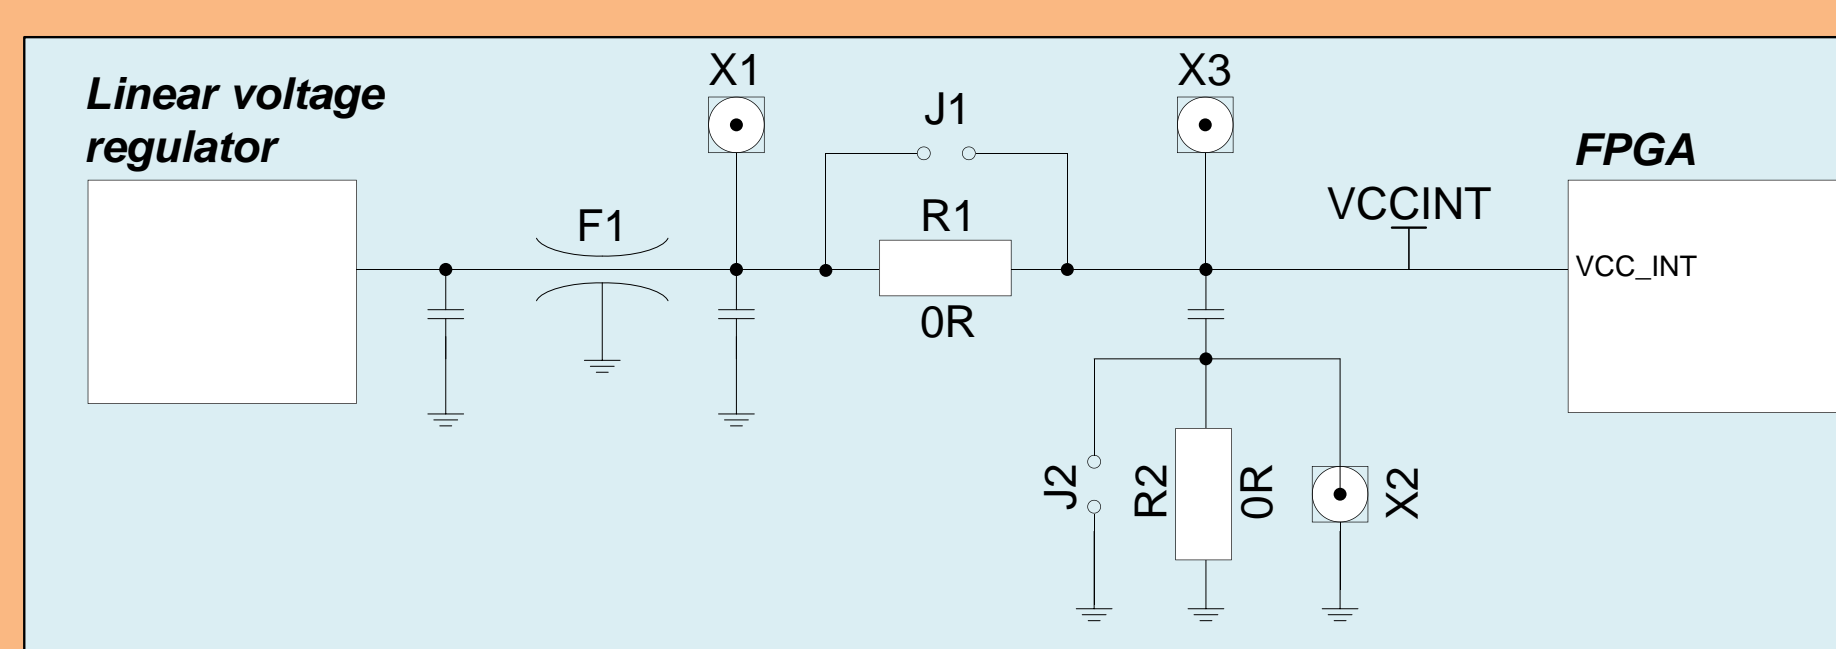 Linear voltage
regulator
X1
J1
X3
FPGA
F1
R1
VCCINT
VCC_INT
0R
J2
R2
0R
X2